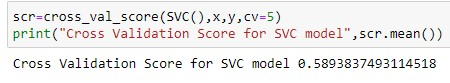 scr=cross_val_score(SVC(),x,y,cv=5)
print("Cross Validation Score for SVC model",scr.mean())
Cross Validation Score for SVC model 0.5893837493114518